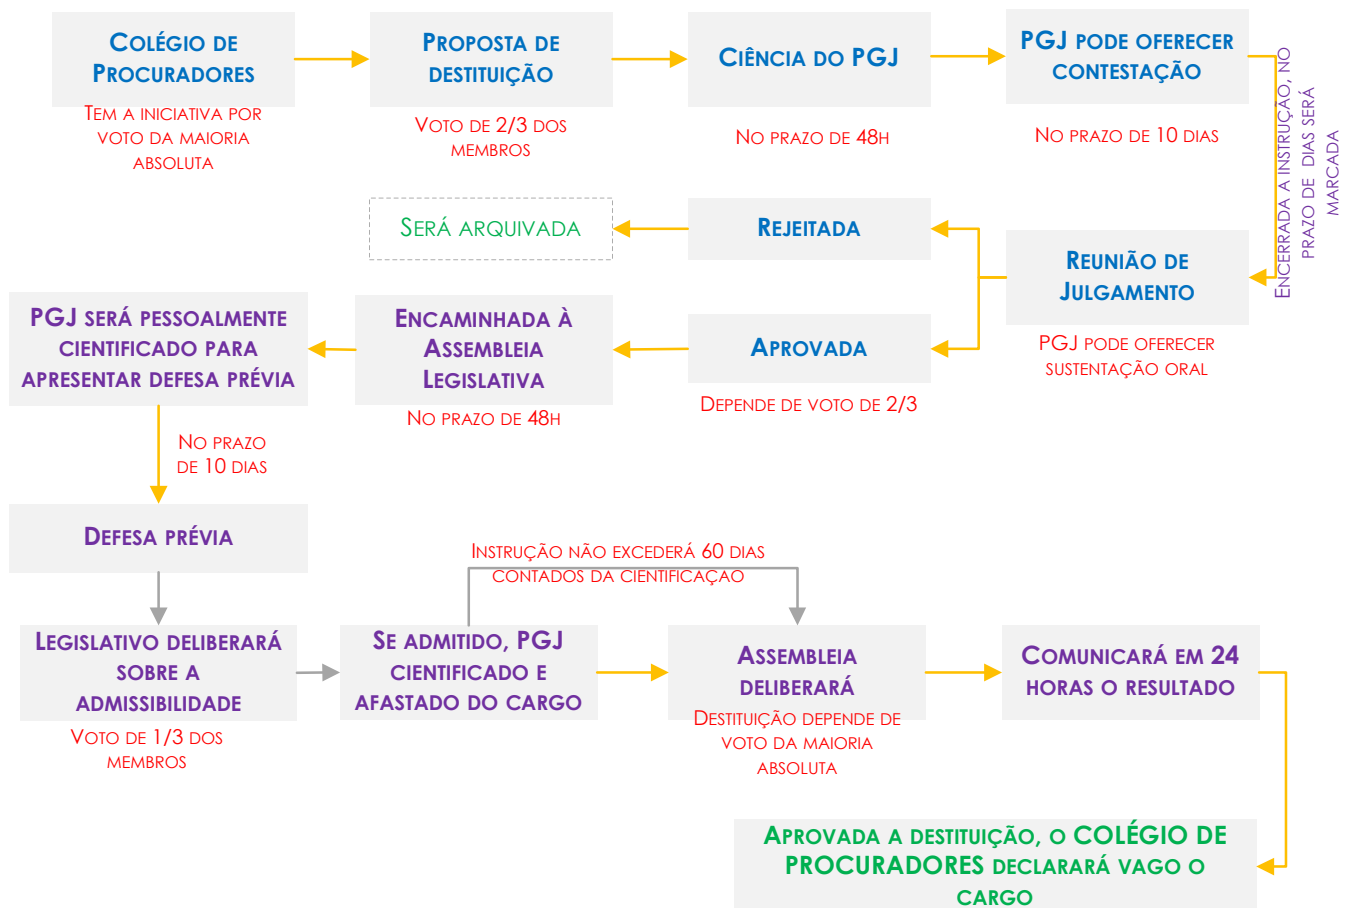 COLÉGIO DE
PROCURADORES
TEM A INICIATIVA POR
VOTO DA MAIORIA
ABSOLUTA
PROPOSTA DE
DESTITUIÇÃO
VOTO DE 2/3 DOS
MEMBROS
CIÊNCIA DO PGJ
NO PRAZO DE 48H
PGJ PODE OFERECER
CONTESTAÇÃO
NO PRAZO DE 10 DIAS
ENCERRADA A INSTRUÇÃO, NO
PRAZO DE DIAS SERÁ
MARCADA
REUNIÃO DE
JULGAMENTO
PGJ PODE OFERECER
SUSTENTAÇÃO ORAL
REJEITADA
SERÁ ARQUIVADA
APROVADA
DEPENDE DE VOTO DE 2/3
ENCAMINHADA À
ASSEMBLEIA
LEGISLATIVA
NO PRAZO DE 48H
PGJ SERÁ PESSOALMENTE
CIENTIFICADO PARA
APRESENTAR DEFESA PRÉVIA
NO PRAZO
DE 10 DIAS
DEFESA PRÉVIA
LEGISLATIVO DELIBERARÁ
SOBRE A
ADMISSIBILIDADE
VOTO DE 1/3 DOS
MEMBROS
SE ADMITIDO, PGJ
CIENTIFICADO E
AFASTADO DO CARGO
INSTRUÇÃO NÃO EXCEDERÁ 60 DIAS
CONTADOS DA CIENTIFICAÇAO
ASSEMBLEIA
DELIBERARÁ
DESTITUIÇÃO DEPENDE DE
VOTO DA MAIORIA
ABSOLUTA
COMUNICARÁ EM 24
HORAS O RESULTADO
APROVADA A DESTITUIÇÃO, O COLÉGIO DE
PROCURADORES DECLARARÁ VAGO O
CARGO